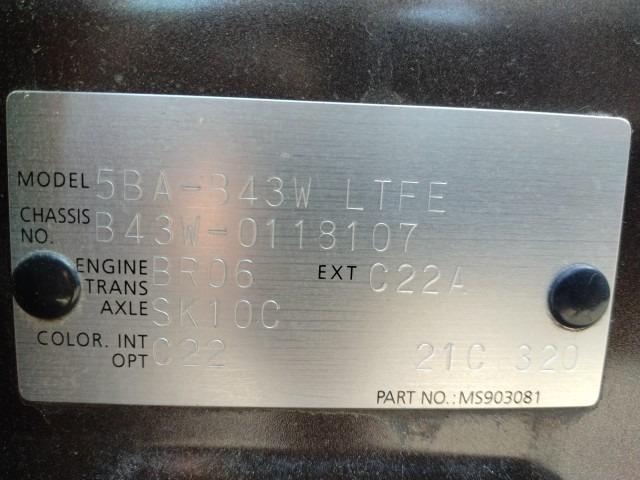 MODEL 5BA-B43W LTFE
CHASSIS NO. B43W-0118107
ENGINE BR06 EXT C22A
TRANS AXLE SK10C
COLOR. INT C22 21C 320
OPT
PART NO.: MS903081